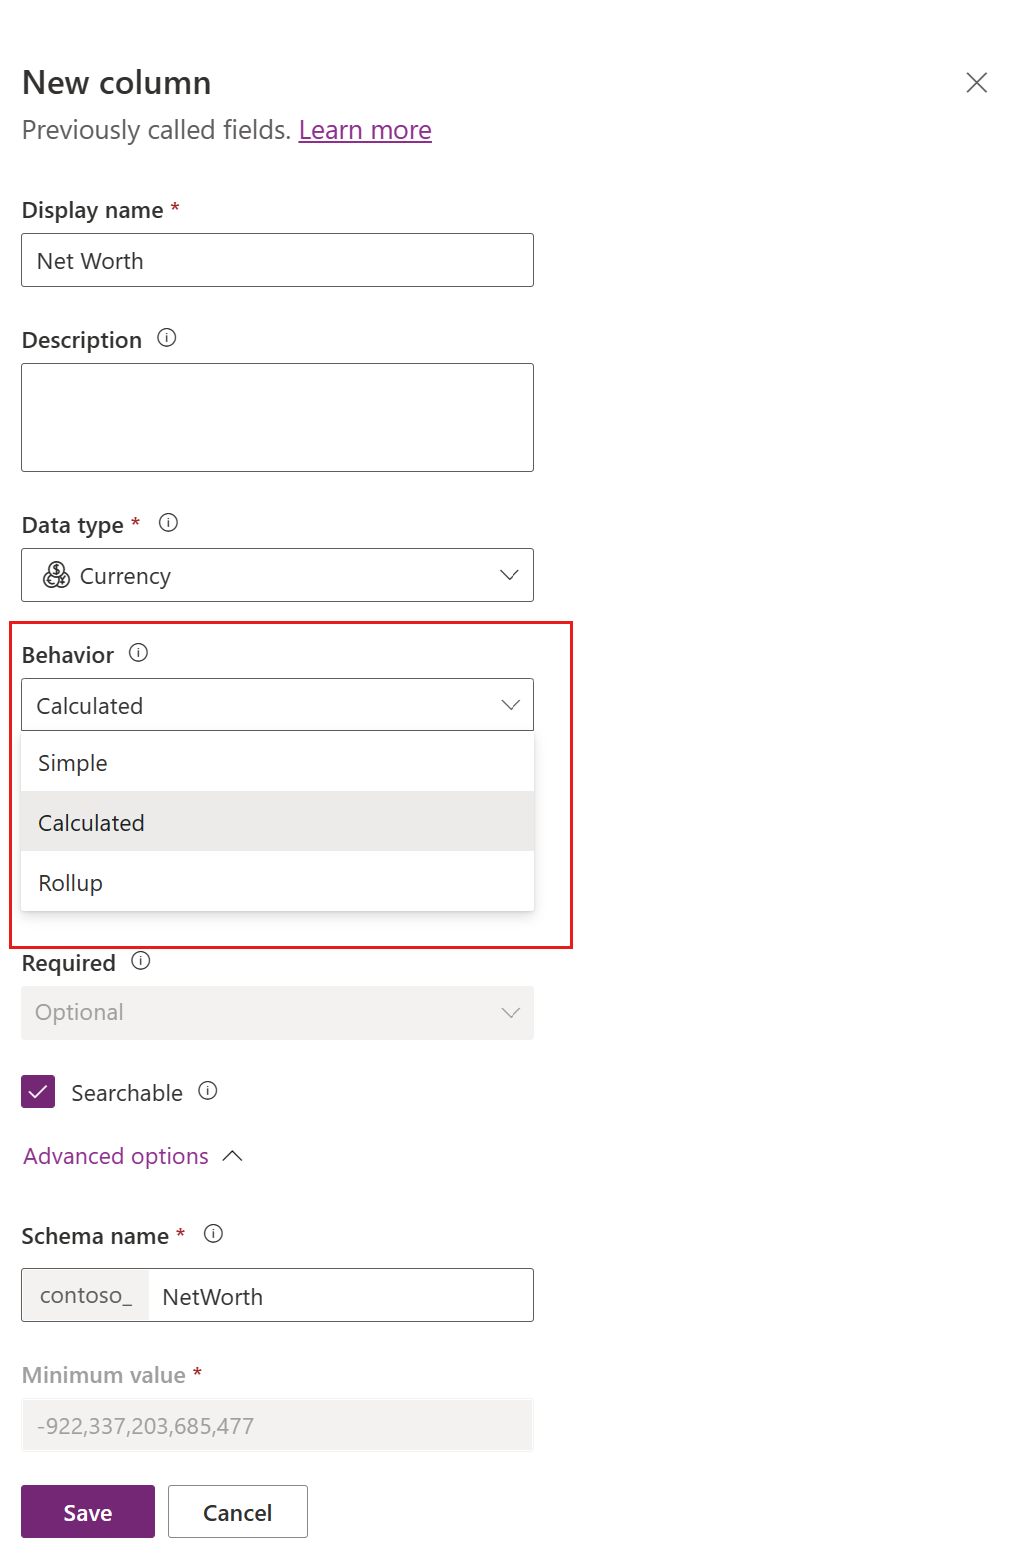 New column
Previously called fields. Learn more
Display name *
Net Worth
Description
Data type *
Currency
Behavior
Calculated
Simple
Calculated
Rollup
Required
Optional
Searchable
Advanced options
Schema name *
contoso_ NetWorth
Minimum value *
-922,337,203,685,477
Save Cancel